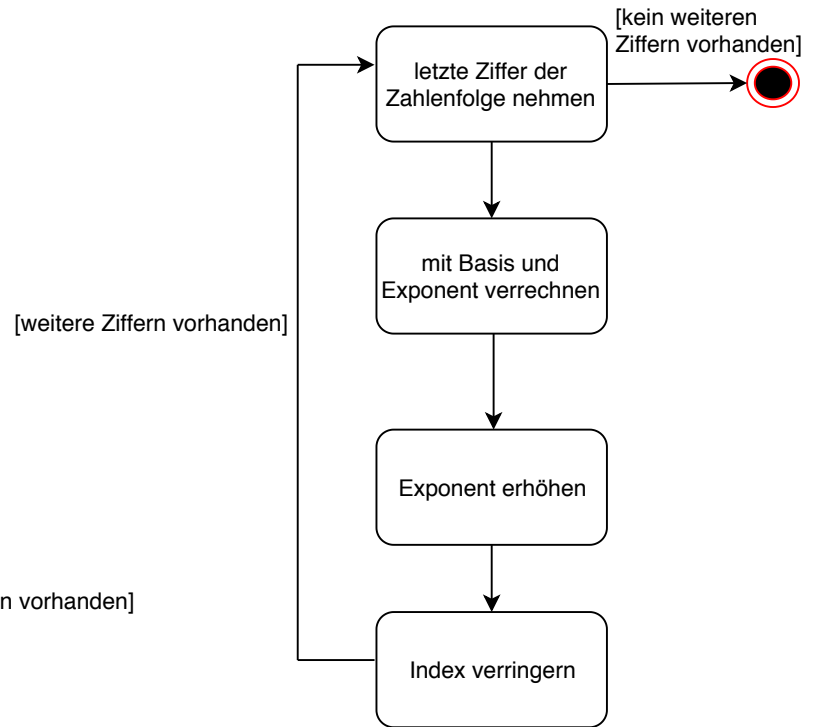 [kein weiteren
Ziffern vorhanden]
letzte Ziffer der
Zahlenfolge nehmen
mit Basis und
Exponent verrechnen
[weitere Ziffern vorhanden]
Exponent erhöhen
n vorhanden]
Index verringern